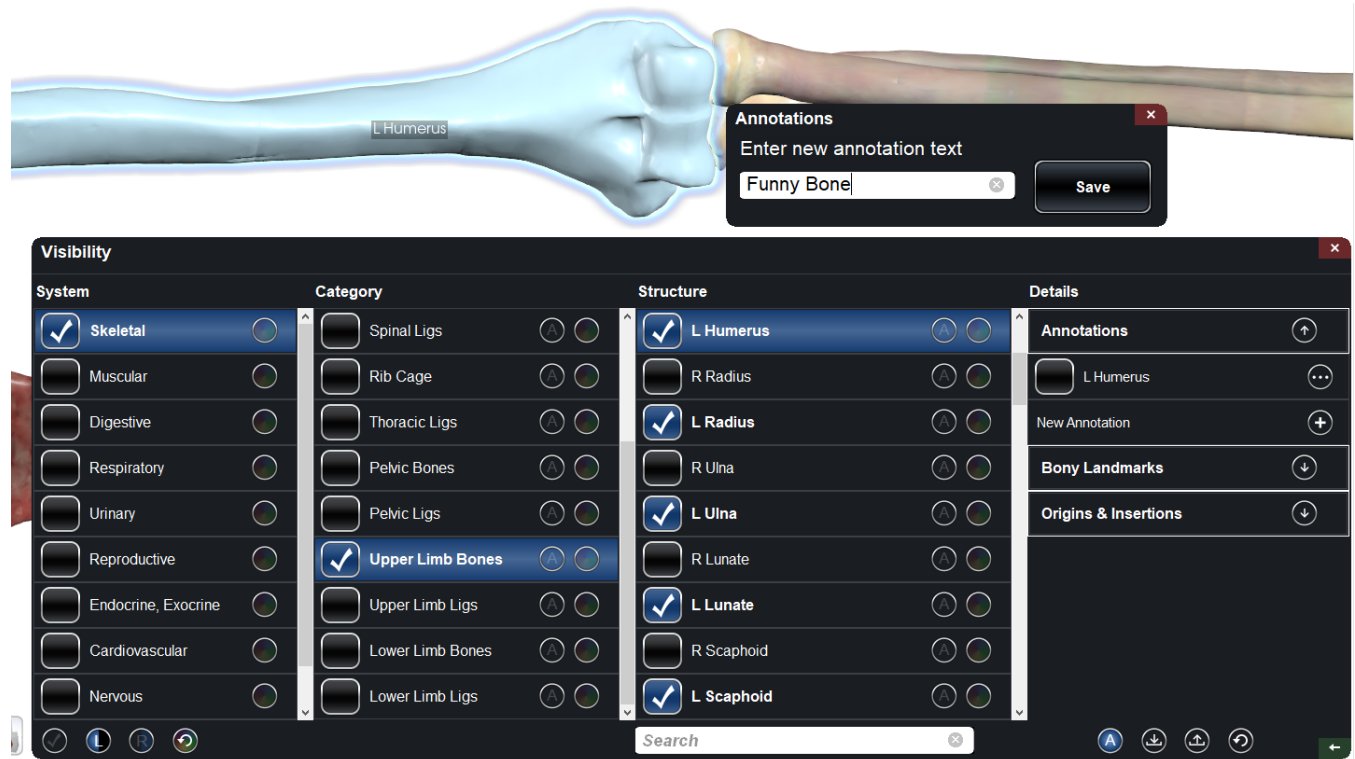 L Humerus
Annotations
Enter new annotation text
Funny Bone
Save
Visibility
System
Category
Structure
Details
Skeletal
Spinal Ligs
A
L Humerus
A
Annotations
Muscular
Rib Cage
A
R Radius
A
L Humerus
Digestive
Thoracic Ligs
A
L Radius
A
New Annotation
Respiratory
Pelvic Bones
A
R Ulna
A
Bony Landmarks
Urinary
Pelvic Ligs
A
L Ulna
A
Origins & Insertions
Reproductive
Upper Limb Bones
A
R Lunate
A
Endocrine, Exocrine
Upper Limb Ligs
A
L Lunate
A
Cardiovascular
Lower Limb Bones
A
R Scaphoid
A
Nervous
Lower Limb Ligs
A
L Scaphoid
A
L
R
Search
A